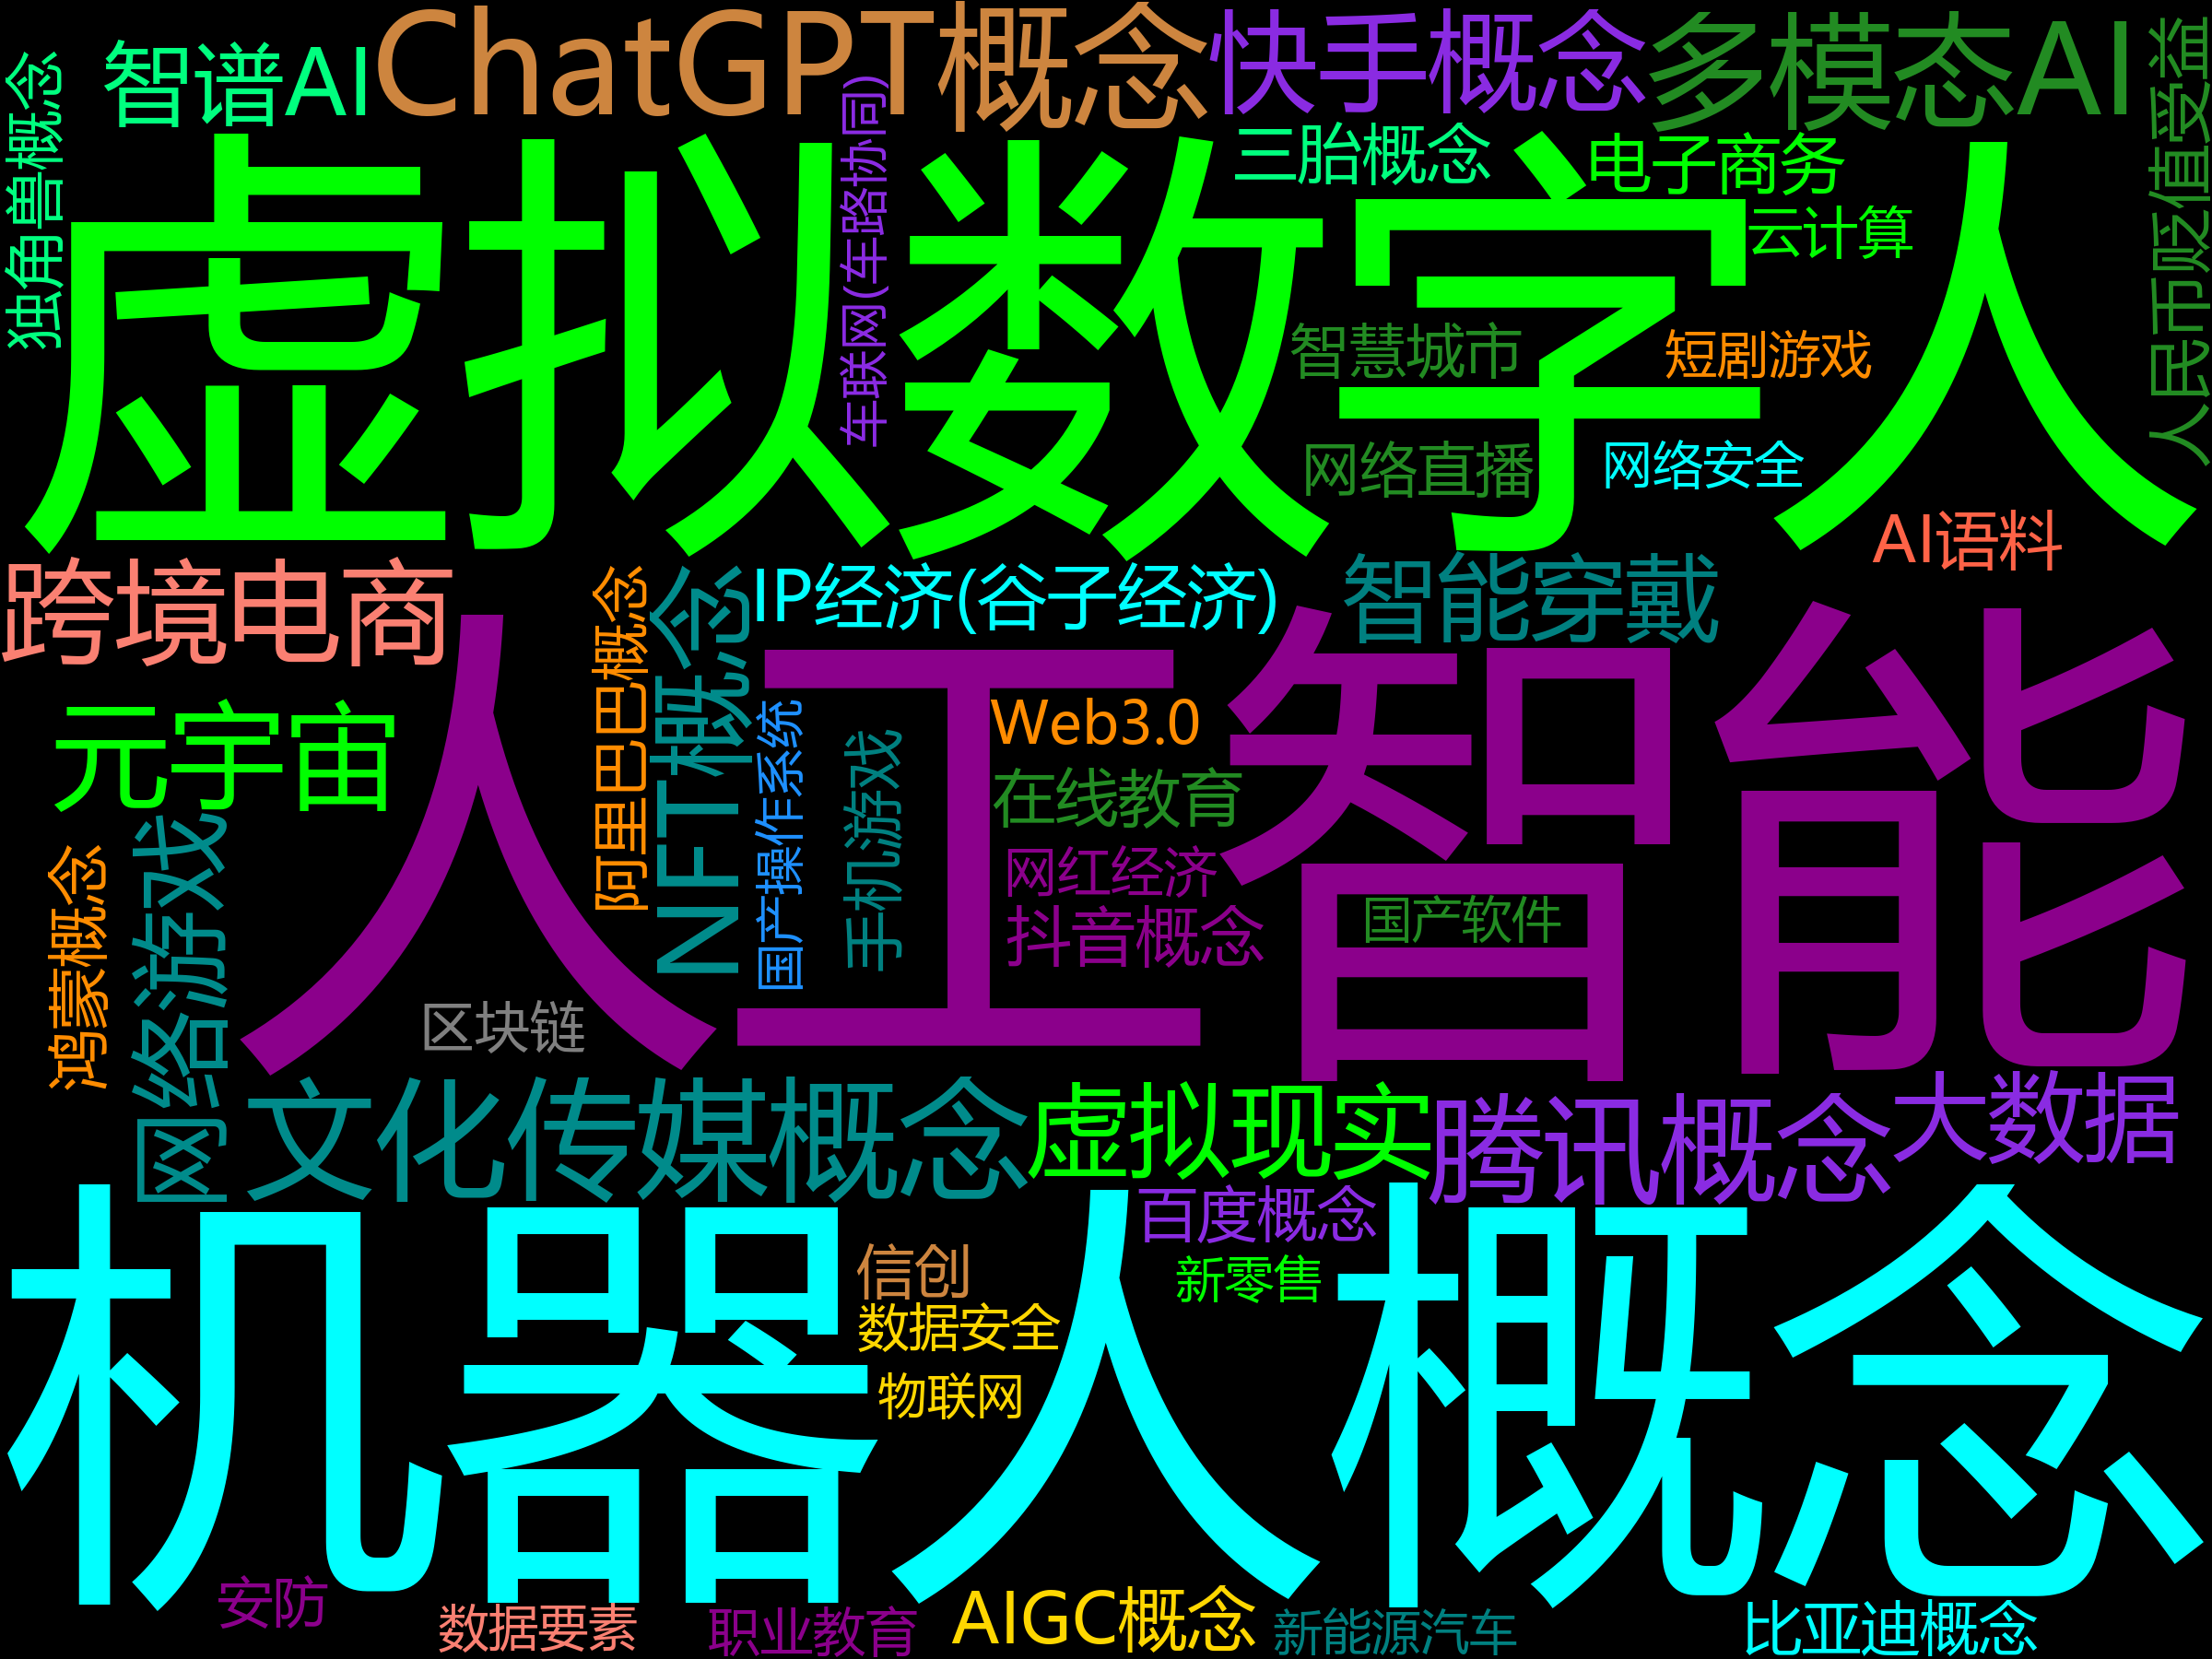 智谱AI
ChatGPT概念
快手概念
多模态AI
人民币贬值受益
独角兽概念
虚拟数字人
车联网(车路协同)
三胎概念
电子商务
云计算
智慧城市
短剧游戏
网络直播
网络安全
AI语料
跨境电商
阿里巴巴概念
NFT概念
IP经济(谷子经济)
智能穿戴
人工智能
元宇宙
国产操作系统
手机游戏
Web3.0
在线教育
网红经济
抖音概念
国产软件
鸿蒙概念
网络游戏
区块链
文化传媒概念
虚拟现实
腾讯概念
大数据
机器人概念
百度概念
信创
新零售
数据安全
物联网
安防
数据要素
职业教育
AIGC概念
新能源汽车
比亚迪概念